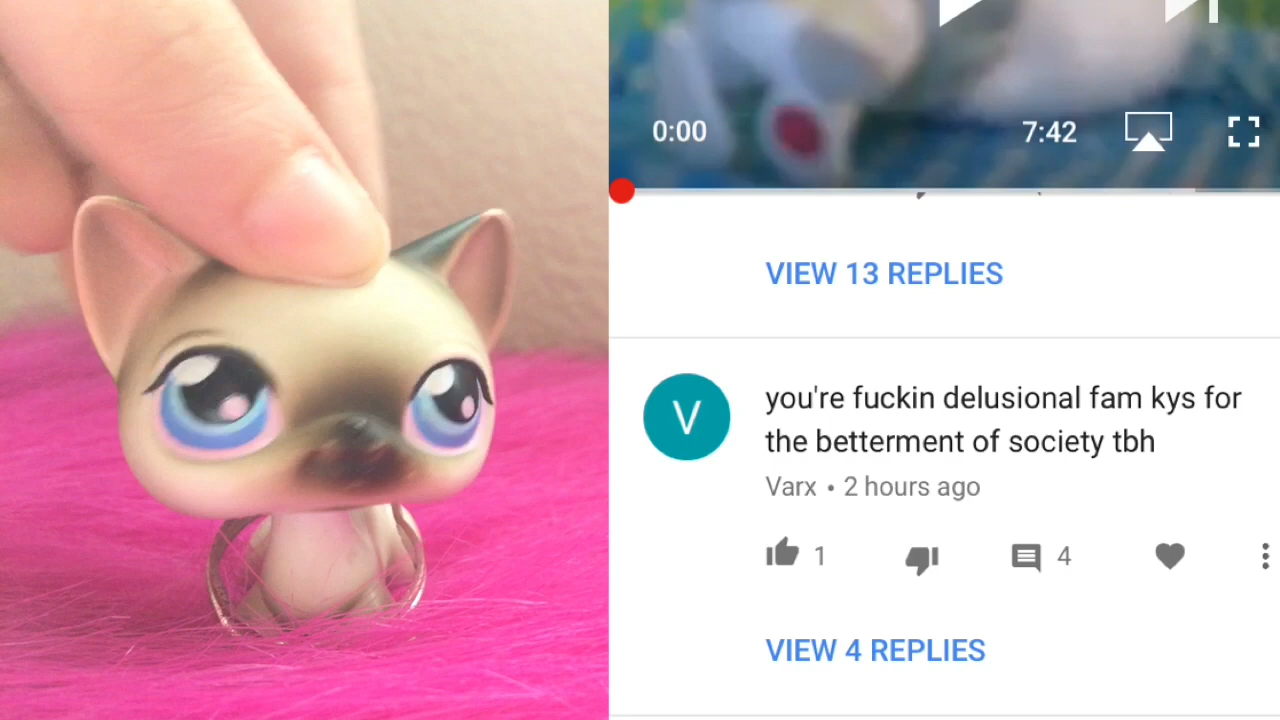 0:00
7:42
VIEW 13 REPLIES
V
you're fuckin delusional fam kys for
the betterment of society tbh
Varx • 2 hours ago
1
4
VIEW 4 REPLIES